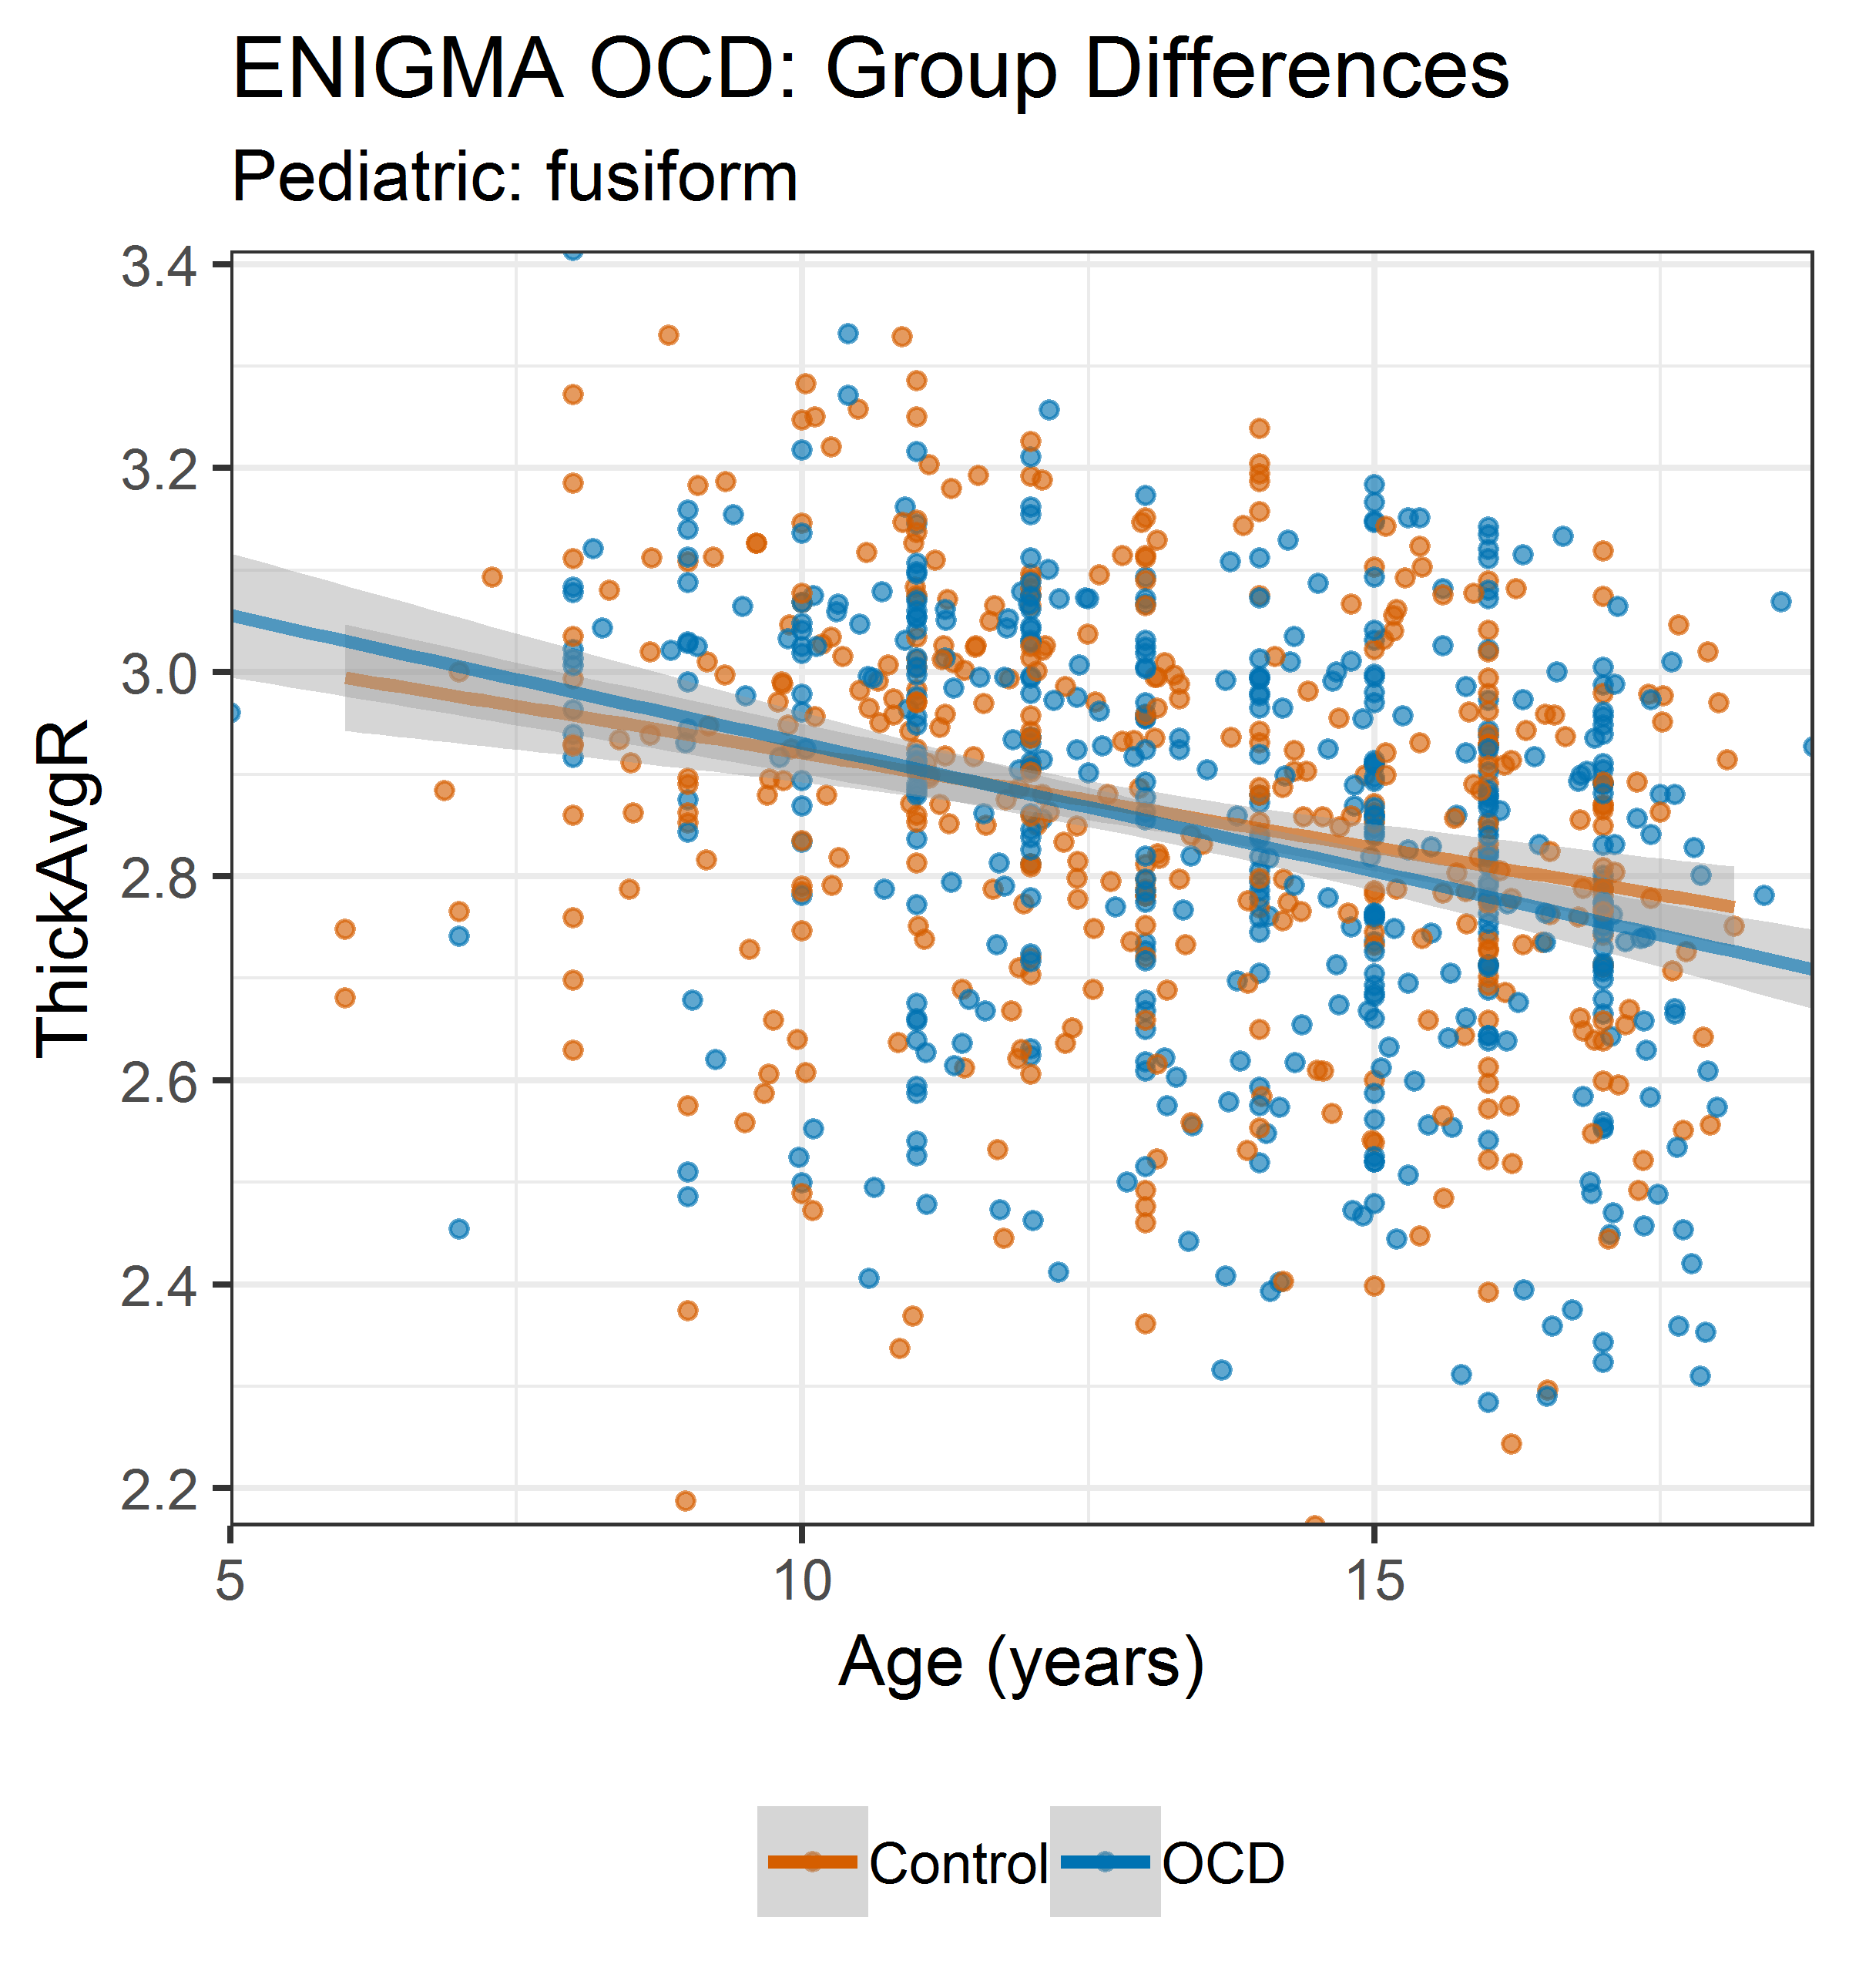 ENIGMA OCD: Group Differences
Pediatric: fusiform
3.4
3.2
3.0
2.8
2.6
2.4
2.2
ThickAvgR
5 10 15
Age (years)
Control OCD